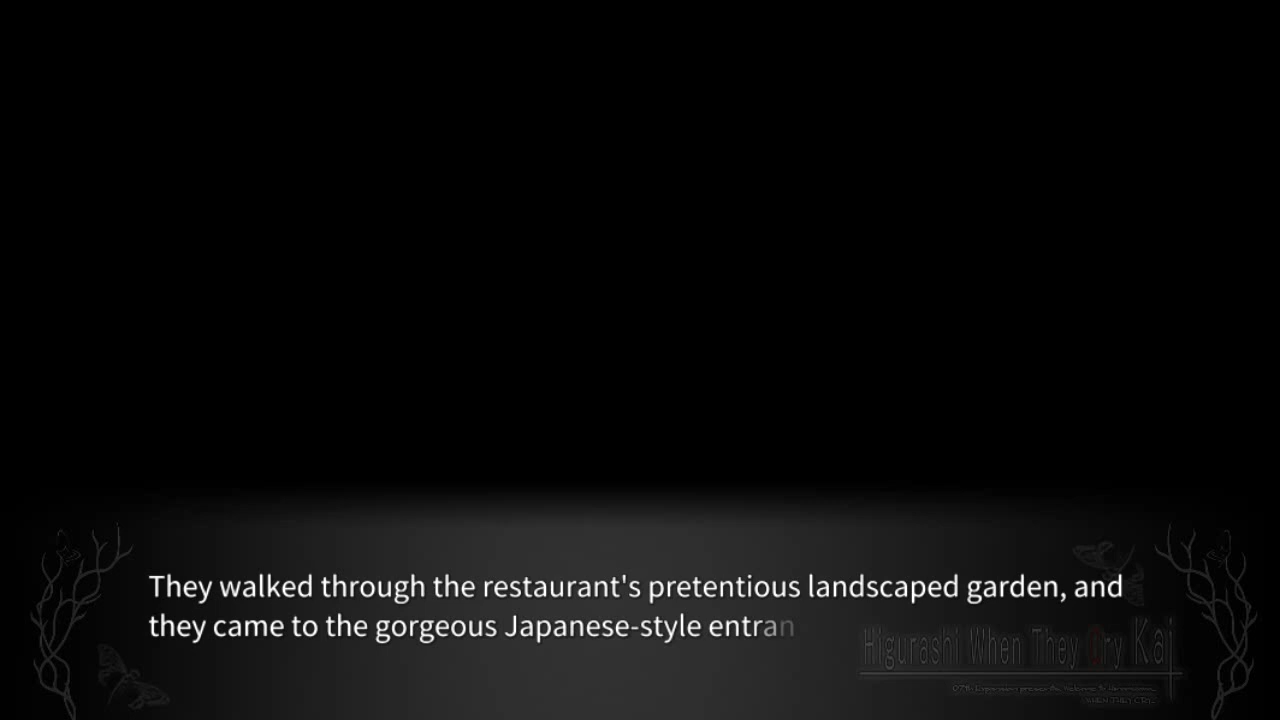 They walked through the restaurant's pretentious landscaped garden, and
they came to the gorgeous Japanese-style entran
Higurashi When They Cry Kai